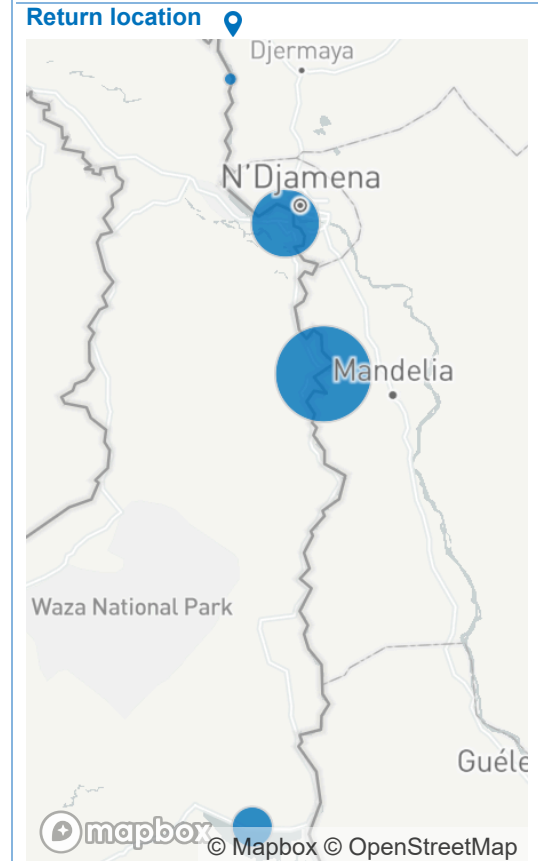 Return location
Djermaya
N'Djamena
Mandelia
Waza National Park
Guéle
mapbox
© Mapbox © OpenStreetMap